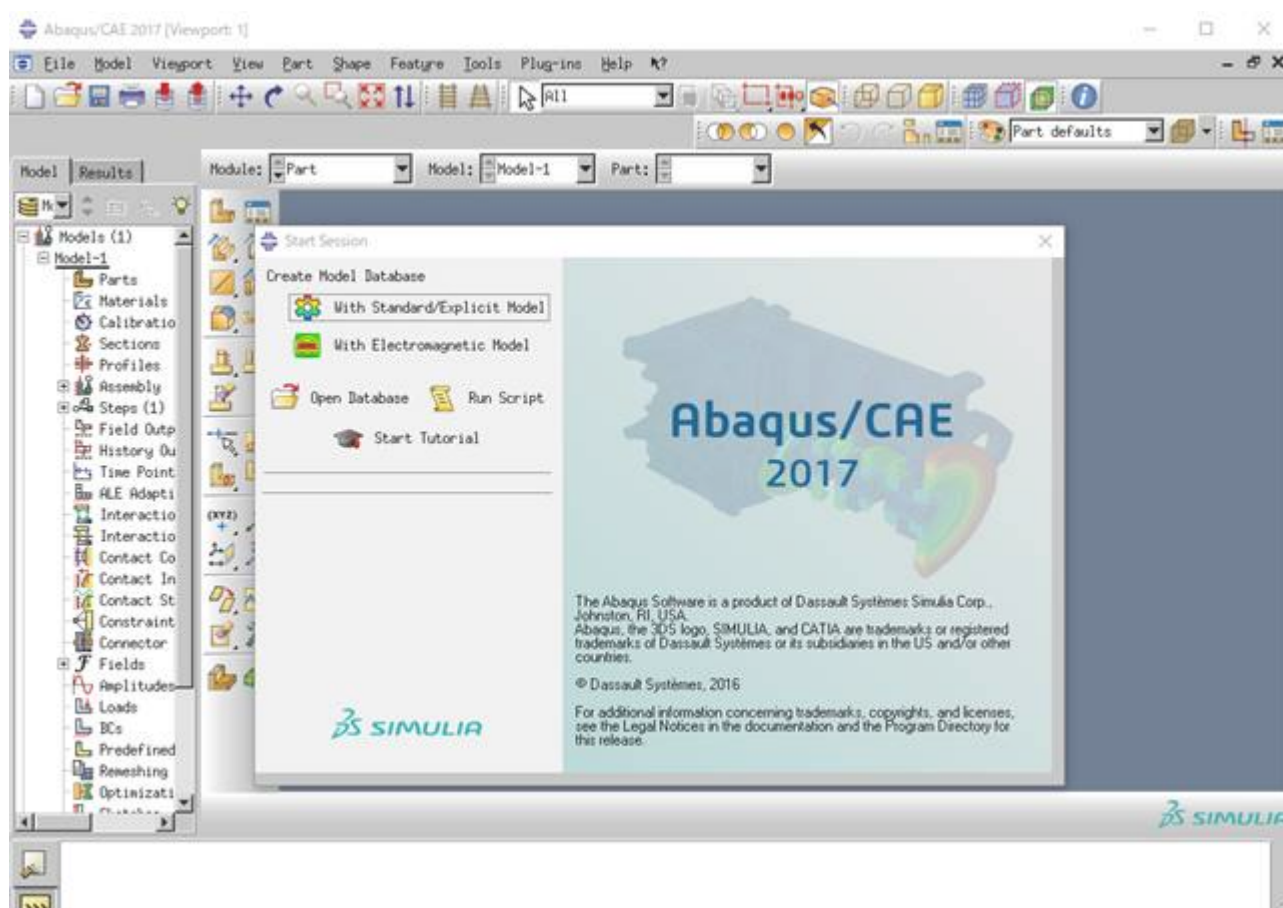 Abaqus/CAE 2017 [Viewport: 1]
File Model Viewport View Part Shape Feature Tools Plug-ins Help
All
Part defaults
Model Results
Module: Part Model: Model-1 Part:
Models (1)
Model-1
Parts
Materials
Calibratio
Sections
Profiles
Assembly
Steps (1)
Field Outp
History Ou
Time Point
ALE Adapti
Interactio
Interactio
Contact Co
Contact In
Contact St
Constraint
Connector
Fields
Amplitudes
Loads
BCs
Predefined
Remeshing
Optimizati
(XYZ)
Start Session
Create Model Database
With Standard/Explicit Model
With Electromagnetic Model
Open Database Run Script
Start Tutorial
SIMULIA
Abaqus/CAE
2017
The Abaqus Software is a product of Dassault Systèmes Simulia Corp.,
Johnston, RI, USA.
Abaqus, the 3DS logo, SIMULIA, and CATIA are trademarks or registered
trademarks of Dassault Systèmes or its subsidiaries in the US and/or other
countries.
© Dassault Systèmes, 2016
For additional information concerning trademarks, copyrights, and licenses,
see the Legal Notices in the documentation and the Program Directory for
this release.
SIMULIA
>>>